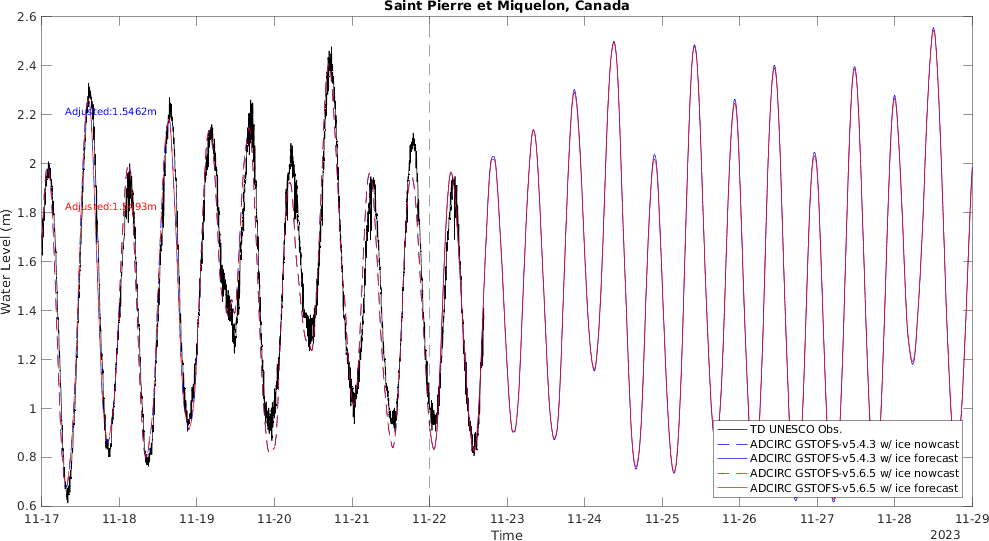 Saint Pierre et Miquelon, Canada
Water Level (m)
2.6
2.4
2.2
2
1.8
1.6
1.4
1.2
1
0.8
0.6
Adjusted:1.5462m
TD UNESCO Obs.
ADCIRC GSTOFS-v5.4.3 w/ ice nowcast
ADCIRC GSTOFS-v5.4.3 w/ ice forecast
ADCIRC GSTOFS-v5.6.5 w/ ice nowcast
ADCIRC GSTOFS-v5.6.5 w/ ice forecast
11-17 11-18 11-19 11-20 11-21 11-22 11-23 11-24 11-25 11-26 11-27 11-28 11-29
Time
2023